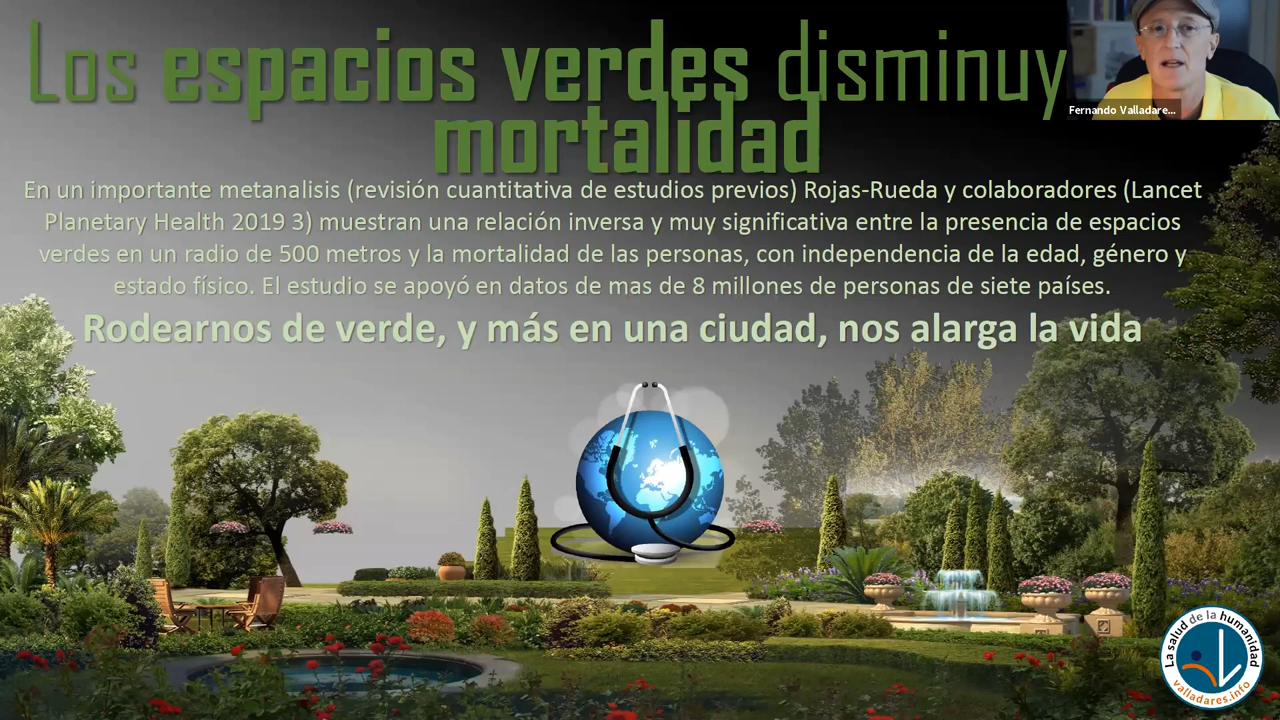 Los espacios verdes disminuy
mortalidad
Fernando Valladare...
En un importante metanalisis (revisión cuantitativa de estudios previos) Rojas-Rueda y colaboradores (Lancet
Planetary Health 2019 3) muestran una relación inversa y muy significativa entre la presencia de espacios
verdes en un radio de 500 metros y la mortalidad de las personas, con independencia de la edad, género y
estado físico. El estudio se apoyó en datos de mas de 8 millones de personas de siete países.
Rodearnos de verde, y más en una ciudad, nos alarga la vida
La salud de la humanidad
valladares.info